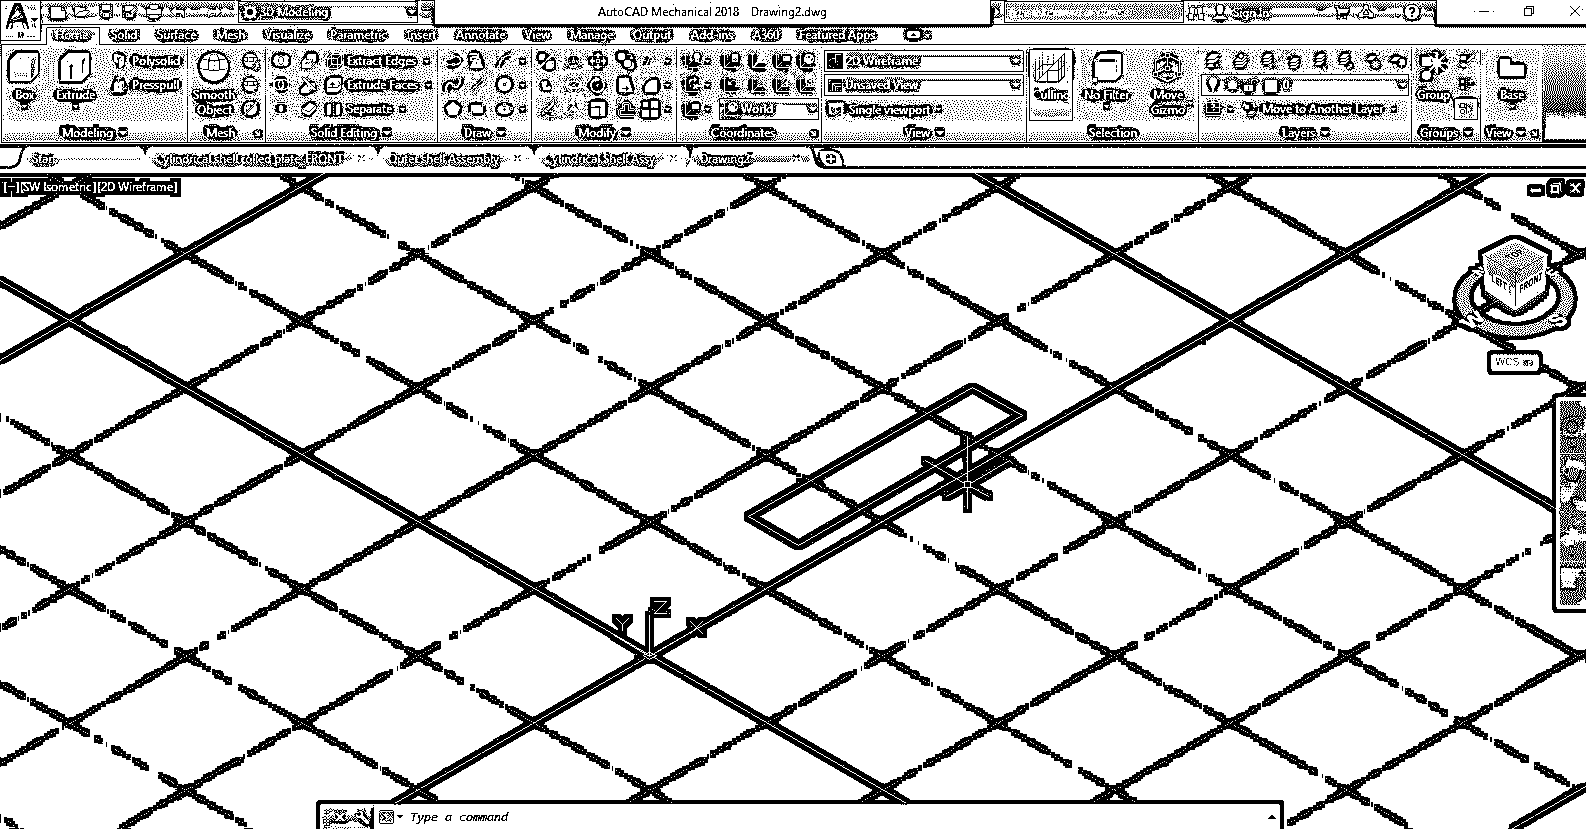 3D Modeling
AutoCAD Mechanical 2018 Drawing2.dwg
Sign In
Home Solid Surface Mesh Visualize Parametric Insert Annotate View Manage Output Add-ins A360 Featured Apps
Box
Extrude
Polysolid
Presspull
Smooth
Object
Extract Edges
Extrude Faces
Separate
World
2D Wireframe
Unsaved View
Single viewport
Culling
No Filter
Move
Gizmo
0
Move to Another Layer
Group
Base
Modeling Mesh Solid Editing Draw Modify Coordinates View Selection Layers Groups View
Start Cylindrical shell rolled plate FRONT Outer Shell Assembly Cylindrical Shell Assy Drawing2
[-][SW Isometric][2D Wireframe]
LEFT FRONT
S
WCS
Z
Y X
Type a command